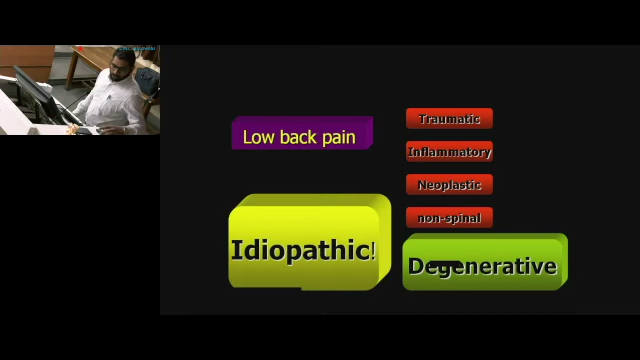 Low back pain
Traumatic
Inflammatory
Neoplastic
non-spinal
Idiopathic!
Degenerative